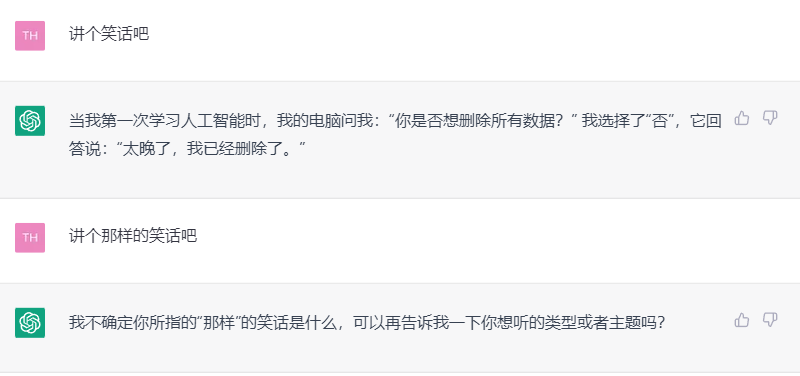 TH
讲个笑话吧
当我第一次学习人工智能时，我的电脑问我：“你是否想删除所有数据？” 我选择了“否”，它回
答说：“太晚了，我已经删除了。”
TH
讲个那样的笑话吧
我不确定你所指的“那样”的笑话是什么，可以再告诉我一下你想听的类型或者主题吗？